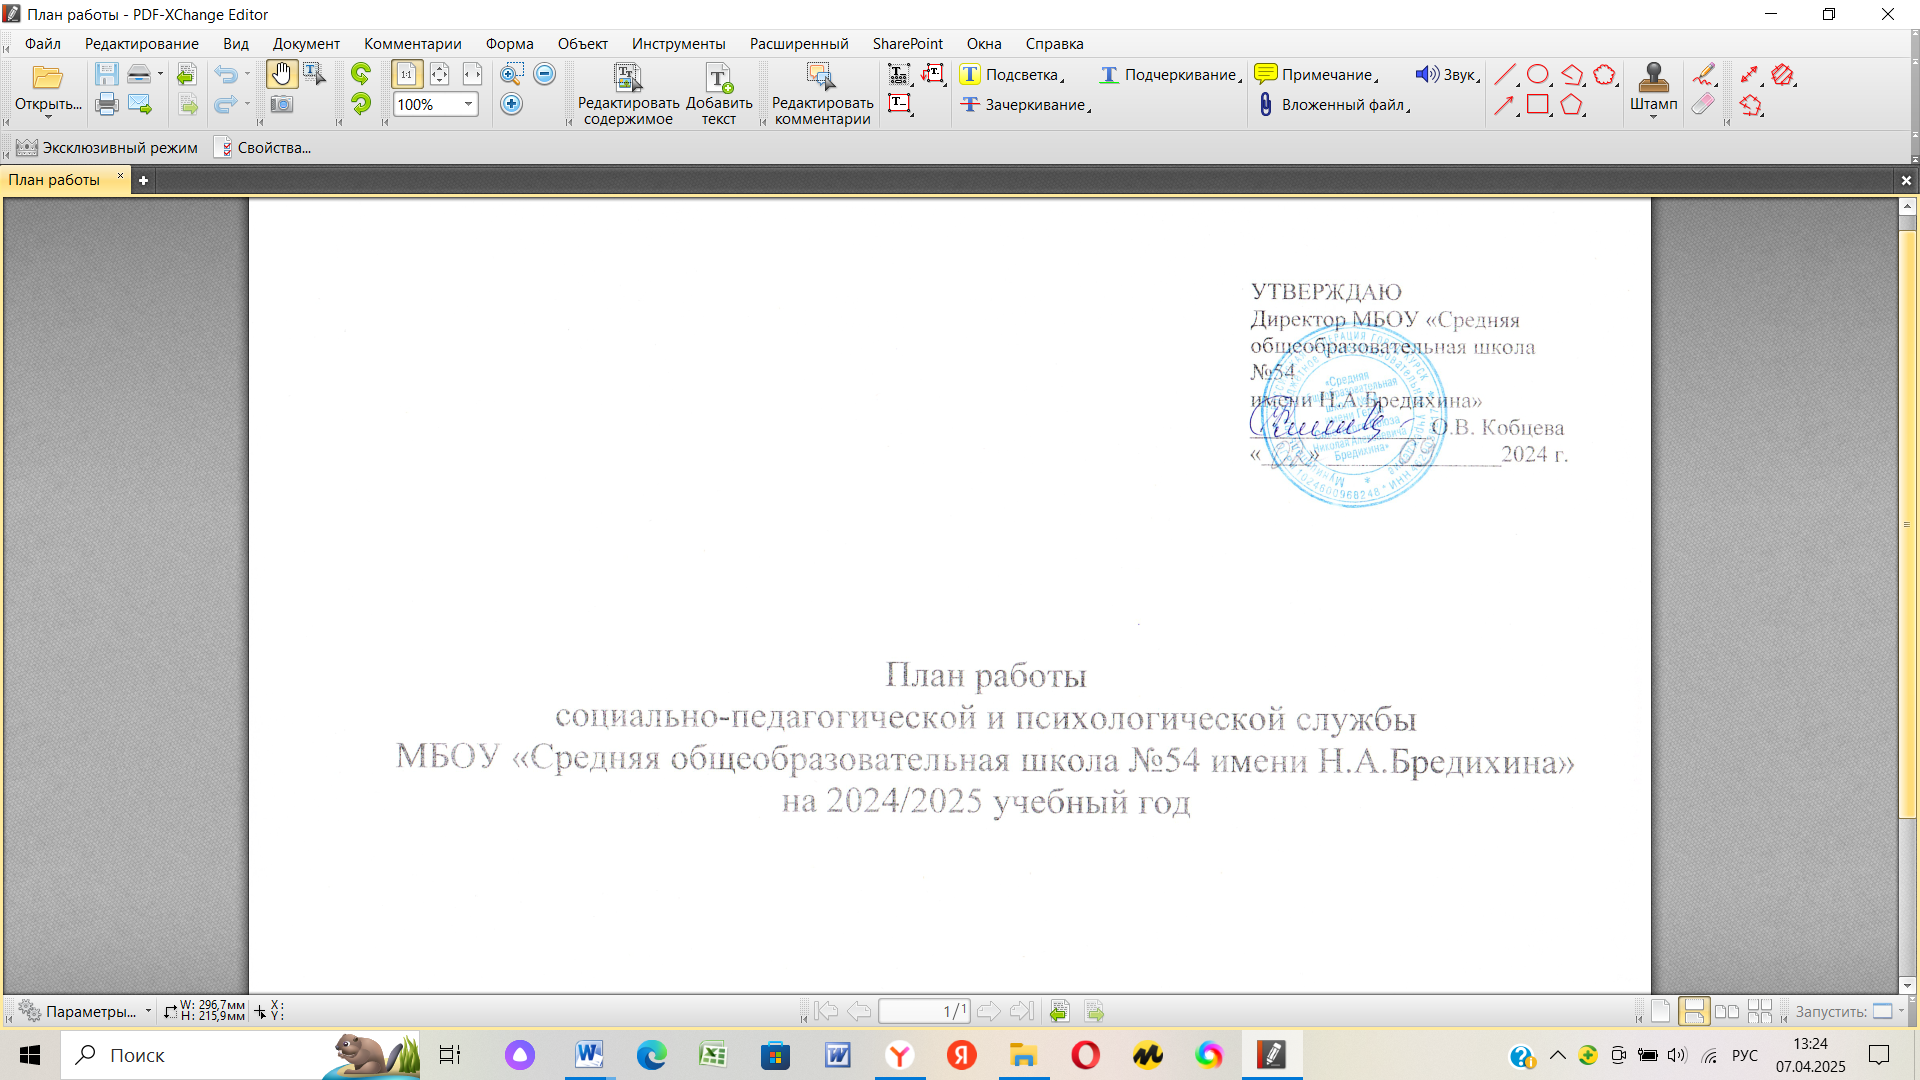 План работы - PDF-XChange Editor
Файл Редактирование Вид Документ Комментарии Форма Объект Инструменты Расширенный SharePoint Окна Справка
Открыть...
100%
Редактировать содержимое
Добавить текст
Редактировать комментарии
Подсветка
Зачеркивание
Подчеркивание
Примечание
Вложенный файл
Звук
Штамп
Эксклюзивный режим Свойства...
План работы
УТВЕРЖДАЮ
Директор МБОУ «Средняя
общеобразовательная школа
№54
имени Н.А.Бредихина»
О.В. Кобцева
« » 2024 г.
«Средняя
Бредихина»
План работы
социально-педагогической и психологической службы
МБОУ «Средняя общеобразовательная школа №54 имени Н.А.Бредихина»
на 2024/2025 учебный год
Параметры...
W: 296,7мм
H: 215,9мм
X:
Y:
1/1
Запустить:
Поиск
РУС
13:24
07.04.2025